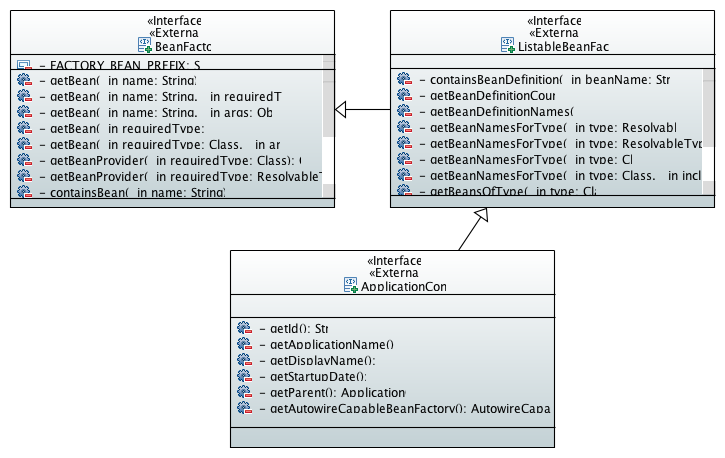 «Interface
«Externa
BeanFacto
– FACTORY_BEAN_PREFIX: S
– getBean( in name: String)
– getBean( in name: String, in requiredT
– getBean( in name: String, in args: Ob
– getBean( in requiredType:
– getBean( in requiredType: Class, in ar
– getBeanProvider( in requiredType: Class): (
– getBeanProvider( in requiredType: ResolvableT
– containsBean( in name: String)
«Interface
«Externa
ListableBeanFac
– containsBeanDefinition( in beanName: Str
– getBeanDefinitionCour
– getBeanDefinitionNames(
– getBeanNamesForType( in type: Resolvabl
– getBeanNamesForType( in type: ResolvableTyp
– getBeanNamesForType( in type: Cl
– getBeanNamesForType( in type: Class, in incl
– getBeansOfType( in type: Cla
«Interface
«Externa
ApplicationCon
– getId(): Str
– getApplicationName()
– getDisplayName():
– getStartupDate():
– getParent(): Application
– getAutowireCapableBeanFactory(): AutowireCapa